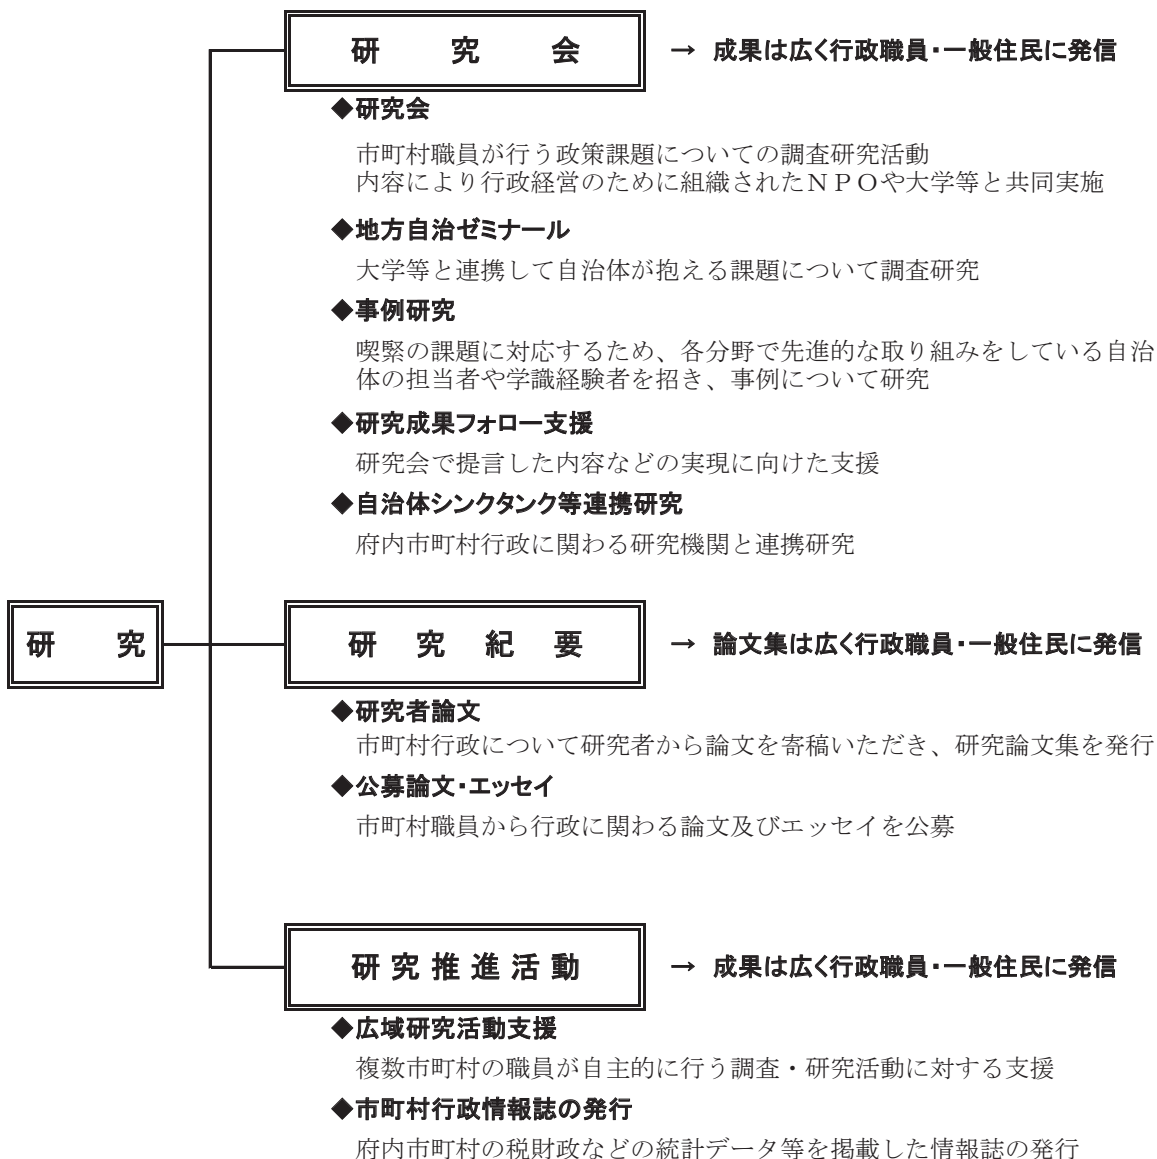 研究会 → 成果は広く行政職員・一般住民に発信
◆研究会
市町村職員が行う政策課題についての調査研究活動
内容により行政経営のために組織されたＮＰＯや大学等と共同実施
◆地方自治ゼミナール
大学等と連携して自治体が抱える課題について調査研究
◆事例研究
喫緊の課題に対応するため、各分野で先進的な取り組みをしている自治
体の担当者や学識経験者を招き、事例について研究
◆研究成果フォロー支援
研究会で提言した内容などの実現に向けた支援
◆自治体シンクタンク等連携研究
府内市町村行政に関わる研究機関と連携研究
研究
研究紀要 → 論文集は広く行政職員・一般住民に発信
◆研究者論文
市町村行政について研究者から論文を寄稿いただき、研究論文集を発行
◆公募論文・エッセイ
市町村職員から行政に関わる論文及びエッセイを公募
研究推進活動 → 成果は広く行政職員・一般住民に発信
◆広域研究活動支援
複数市町村の職員が自主的に行う調査・研究活動に対する支援
◆市町村行政情報誌の発行
府内市町村の税財政などの統計データ等を掲載した情報誌の発行